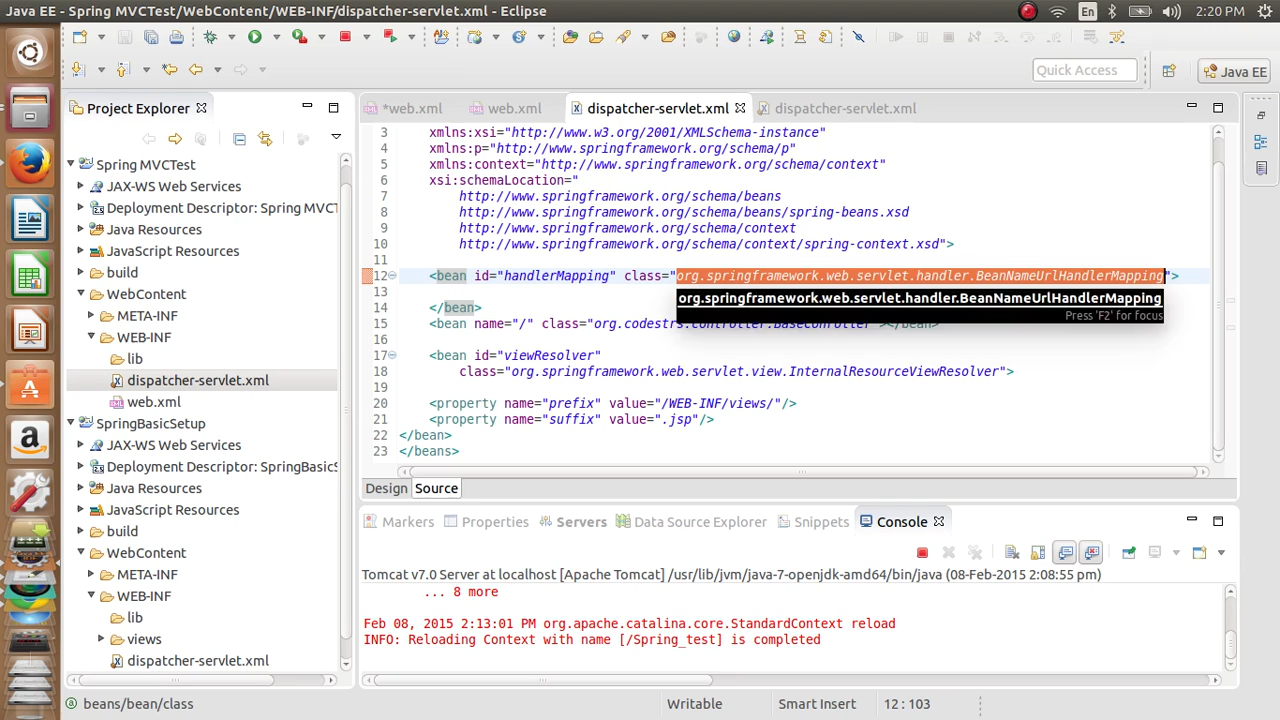 Java EE - Spring MVCTest/WebContent/WEB-INF/dispatcher-servlet.xml - Eclipse
En
2:20 PM
Quick Access
Java EE
Project Explorer
Spring MVCTest
JAX-WS Web Services
Deployment Descriptor: Spring MVCT
Java Resources
JavaScript Resources
build
WebContent
META-INF
WEB-INF
lib
dispatcher-servlet.xml
web.xml
SpringBasicSetup
JAX-WS Web Services
Deployment Descriptor: SpringBasicS
Java Resources
JavaScript Resources
build
WebContent
META-INF
WEB-INF
lib
views
dispatcher-servlet.xml
*web.xml
web.xml
dispatcher-servlet.xml
dispatcher-servlet.xml
3 xmlns:xsi="http://www.w3.org/2001/XMLSchema-instance"
4 xmlns:p="http://www.springframework.org/schema/p"
5 xmlns:context="http://www.springframework.org/schema/context"
6 xsi:schemaLocation="
7 http://www.springframework.org/schema/beans
8 http://www.springframework.org/schema/beans/spring-beans.xsd
9 http://www.springframework.org/schema/context
10 http://www.springframework.org/schema/context/spring-context.xsd">
11
12 <bean id="handlerMapping" class="org.springframework.web.servlet.handler.BeanNameUrlHandlerMapping">
13
org.springframework.web.servlet.handler.BeanNameUrlHandlerMapping
Press 'F2' for focus
14 </bean>
15 <bean name="/" class="org.codestrs.controller.BaseController"></bean>
16
17 <bean id="viewResolver"
18 class="org.springframework.web.servlet.view.InternalResourceViewResolver">
19
20 <property name="prefix" value="/WEB-INF/views/"/>
21 <property name="suffix" value=".jsp"/>
22 </bean>
23 </beans>
Design Source
Markers Properties Servers Data Source Explorer Snippets Console
Tomcat v7.0 Server at localhost [Apache Tomcat] /usr/lib/jvm/java-7-openjdk-amd64/bin/java (08-Feb-2015 2:08:55 pm)
... 8 more
Feb 08, 2015 2:13:01 PM org.apache.catalina.core.StandardContext reload
INFO: Reloading Context with name [/Spring_test] is completed
beans/bean/class
Writable
Smart Insert
12 : 103